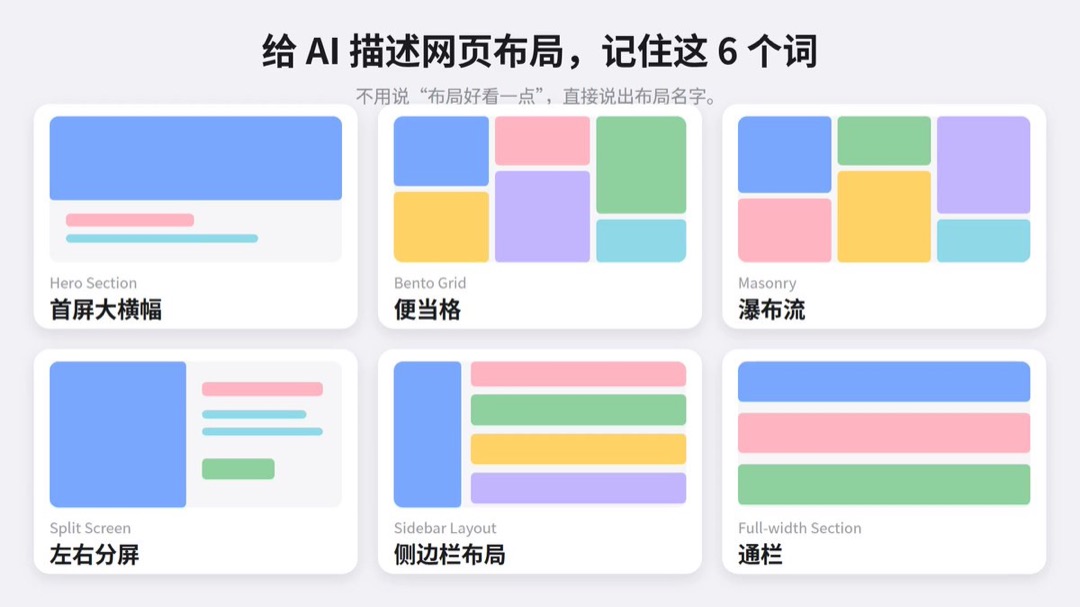 给 AI 描述网页布局，记住这 6 个词
不用说“布局好看一点”，直接说出布局名字。
Hero Section
首屏大横幅
Bento Grid
便当格
Masonry
瀑布流
Split Screen
左右分屏
Sidebar Layout
侧边栏布局
Full-width Section
通栏